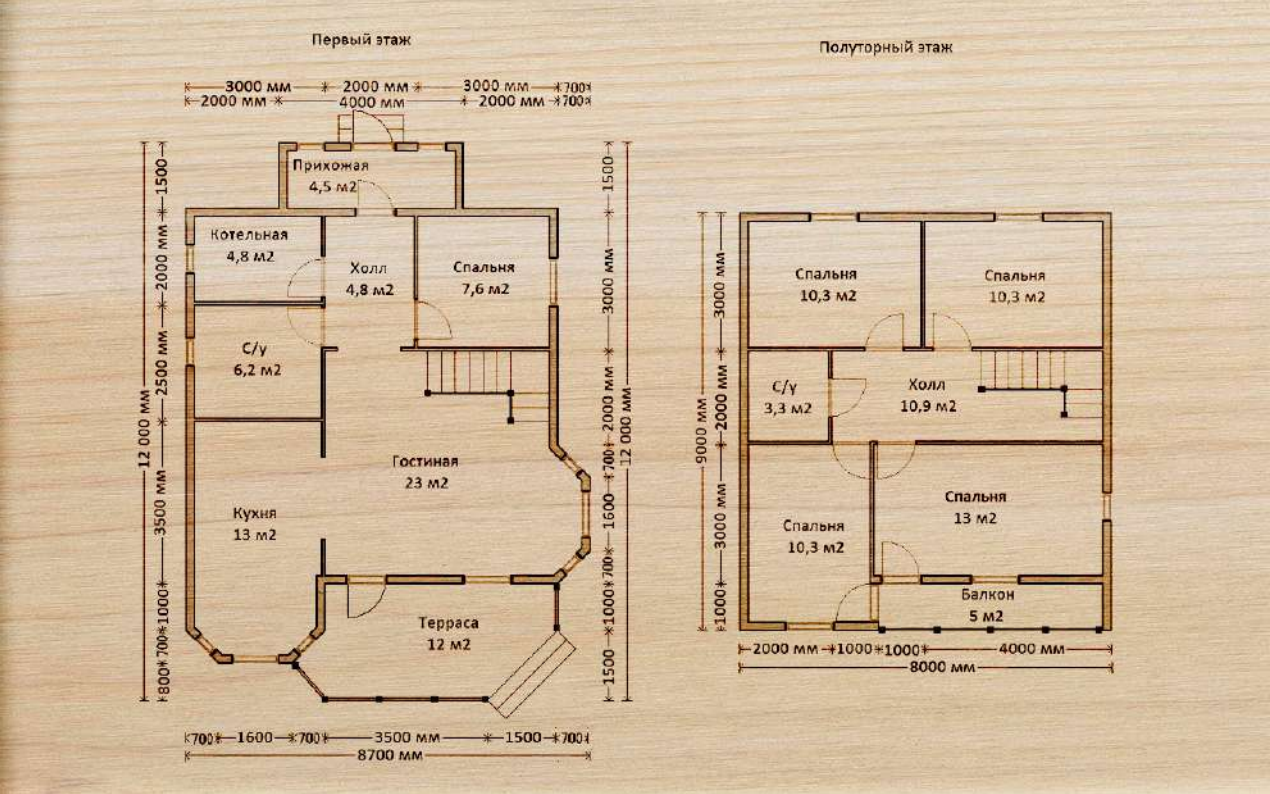 Первый этаж
Полуторный этаж
3000 мм 2000 мм 3000 мм 700
2000 мм 4000 мм 2000 мм 700
Прихожая
4,5 м2
Котельная
4,8 м2
Холл
4,8 м2
Спальня
7,6 м2
С/у
6,2 м2
Гостиная
23 м2
Кухня
13 м2
Терраса
12 м2
12 000 мм
1500
2000 мм
2500 мм
3500 мм
1000
700
800
1500
3000 мм
2000 мм
700
1600
700
1000
1500
12 000 мм
700 1600 700 3500 мм 1500 700
8700 мм
Спальня
10,3 м2
Спальня
10,3 м2
С/у
3,3 м2
Холл
10,9 м2
Спальня
13 м2
Спальня
10,3 м2
Балкон
5 м2
9000 мм
3000 мм
2000 мм
3000 мм
1000
2000 мм 1000 1000 4000 мм
8000 мм